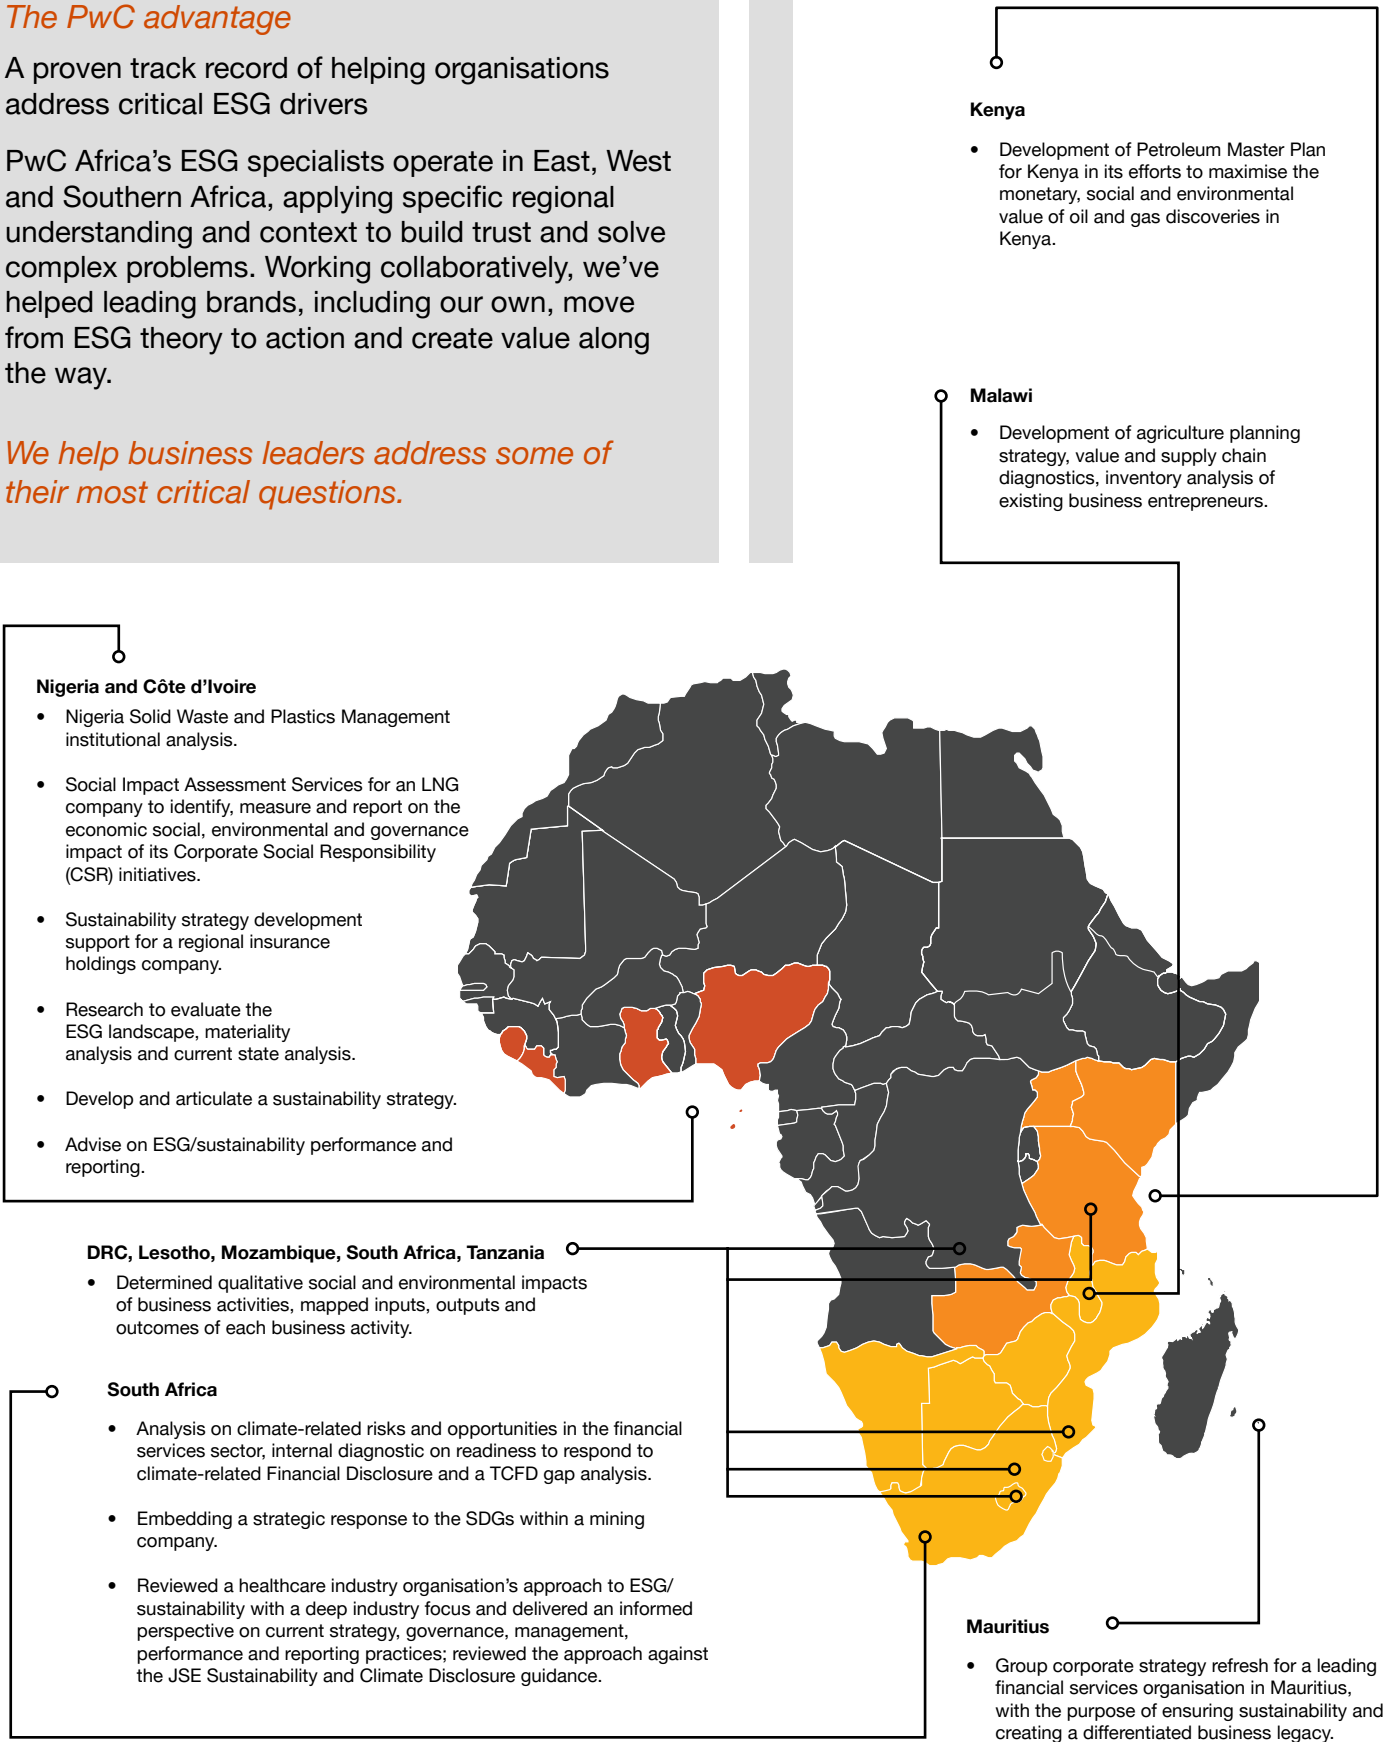 The PwC advantage
A proven track record of helping organisations
address critical ESG drivers
PwC Africa’s ESG specialists operate in East, West
and Southern Africa, applying specific regional
understanding and context to build trust and solve
complex problems. Working collaboratively, we’ve
helped leading brands, including our own, move
from ESG theory to action and create value along
the way.
We help business leaders address some of
their most critical questions.
Kenya
• Development of Petroleum Master Plan
for Kenya in its efforts to maximise the
monetary, social and environmental
value of oil and gas discoveries in
Kenya.
Malawi
• Development of agriculture planning
strategy, value and supply chain
diagnostics, inventory analysis of
existing business entrepreneurs.
Nigeria and Côte d’Ivoire
• Nigeria Solid Waste and Plastics Management
institutional analysis.
• Social Impact Assessment Services for an LNG
company to identify, measure and report on the
economic social, environmental and governance
impact of its Corporate Social Responsibility
(CSR) initiatives.
• Sustainability strategy development
support for a regional insurance
holdings company.
• Research to evaluate the
ESG landscape, materiality
analysis and current state analysis.
• Develop and articulate a sustainability strategy.
• Advise on ESG/sustainability performance and
reporting.
DRC, Lesotho, Mozambique, South Africa, Tanzania
• Determined qualitative social and environmental impacts
of business activities, mapped inputs, outputs and
outcomes of each business activity.
South Africa
• Analysis on climate-related risks and opportunities in the financial
services sector, internal diagnostic on readiness to respond to
climate-related Financial Disclosure and a TCFD gap analysis.
• Embedding a strategic response to the SDGs within a mining
company.
• Reviewed a healthcare industry organisation’s approach to ESG/
sustainability with a deep industry focus and delivered an informed
perspective on current strategy, governance, management,
performance and reporting practices; reviewed the approach against
the JSE Sustainability and Climate Disclosure guidance.
Mauritius
• Group corporate strategy refresh for a leading
financial services organisation in Mauritius,
with the purpose of ensuring sustainability and
creating a differentiated business legacy.